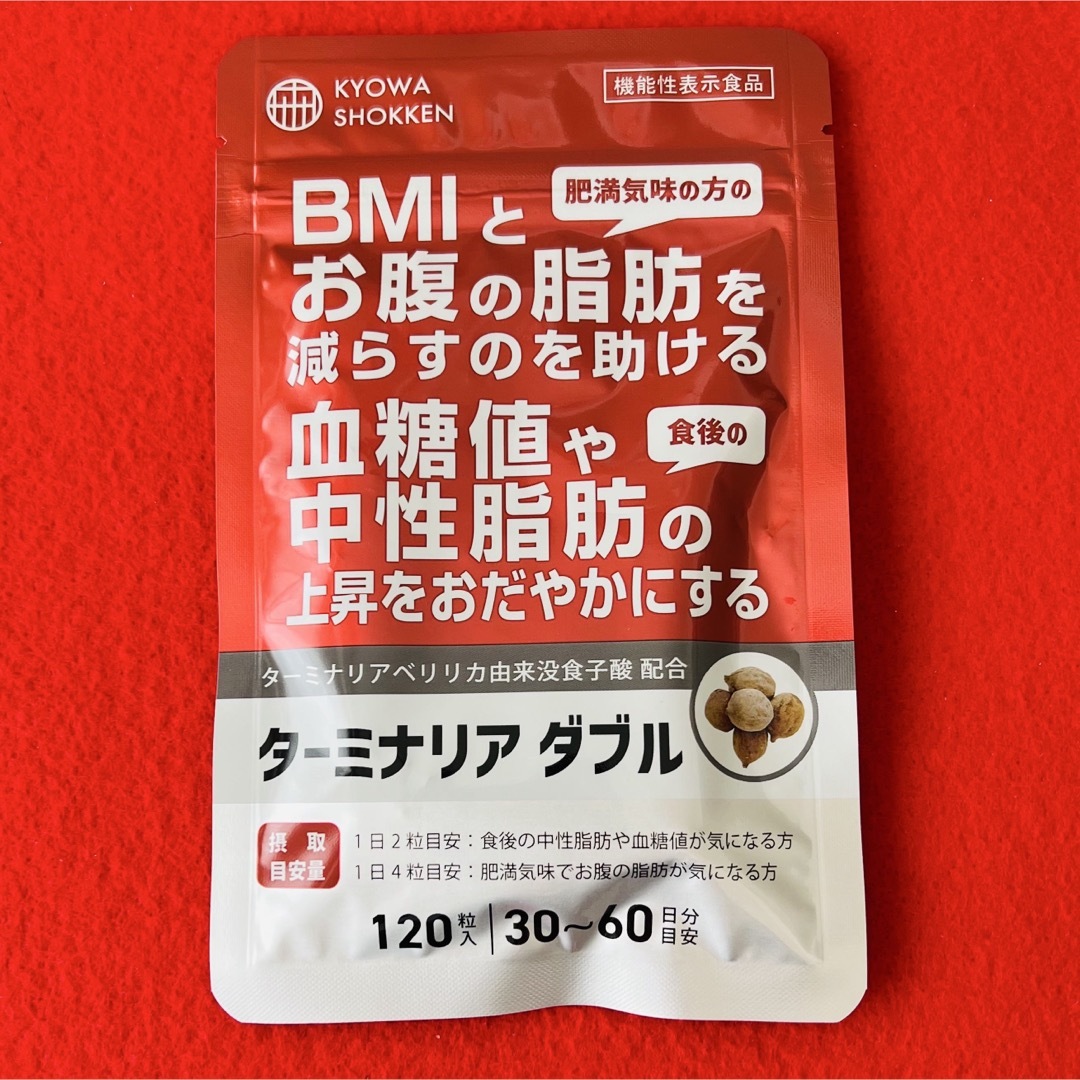 KYOWA
SHOKKEN
機能性表示食品
肥満気味の方の
BMIと
お腹の脂肪を
減らすのを助ける
食後の
血糖値や
中性脂肪の
上昇をおだやかにする
ターミナリアベリリカ由来没食子酸 配合
ターミナリア ダブル
摂取
目安量
1日2粒目安：食後の中性脂肪や血糖値が気になる方
1日4粒目安：肥満気味でお腹の脂肪が気になる方
120粒入 30〜60日分目安